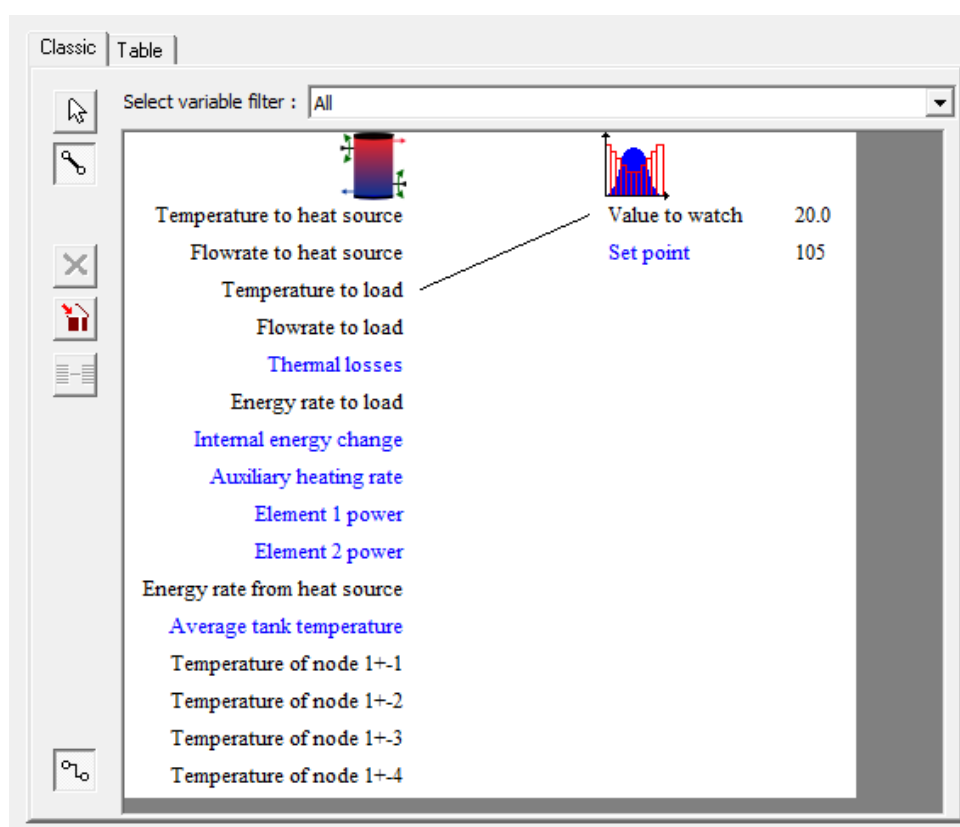 Classic Table
Select variable filter : All
Temperature to heat source Value to watch 20.0
Flowrate to heat source Set point 105
Temperature to load
Flowrate to load
Thermal losses
Energy rate to load
Internal energy change
Auxiliary heating rate
Element 1 power
Element 2 power
Energy rate from heat source
Average tank temperature
Temperature of node 1+-1
Temperature of node 1+-2
Temperature of node 1+-3
Temperature of node 1+-4